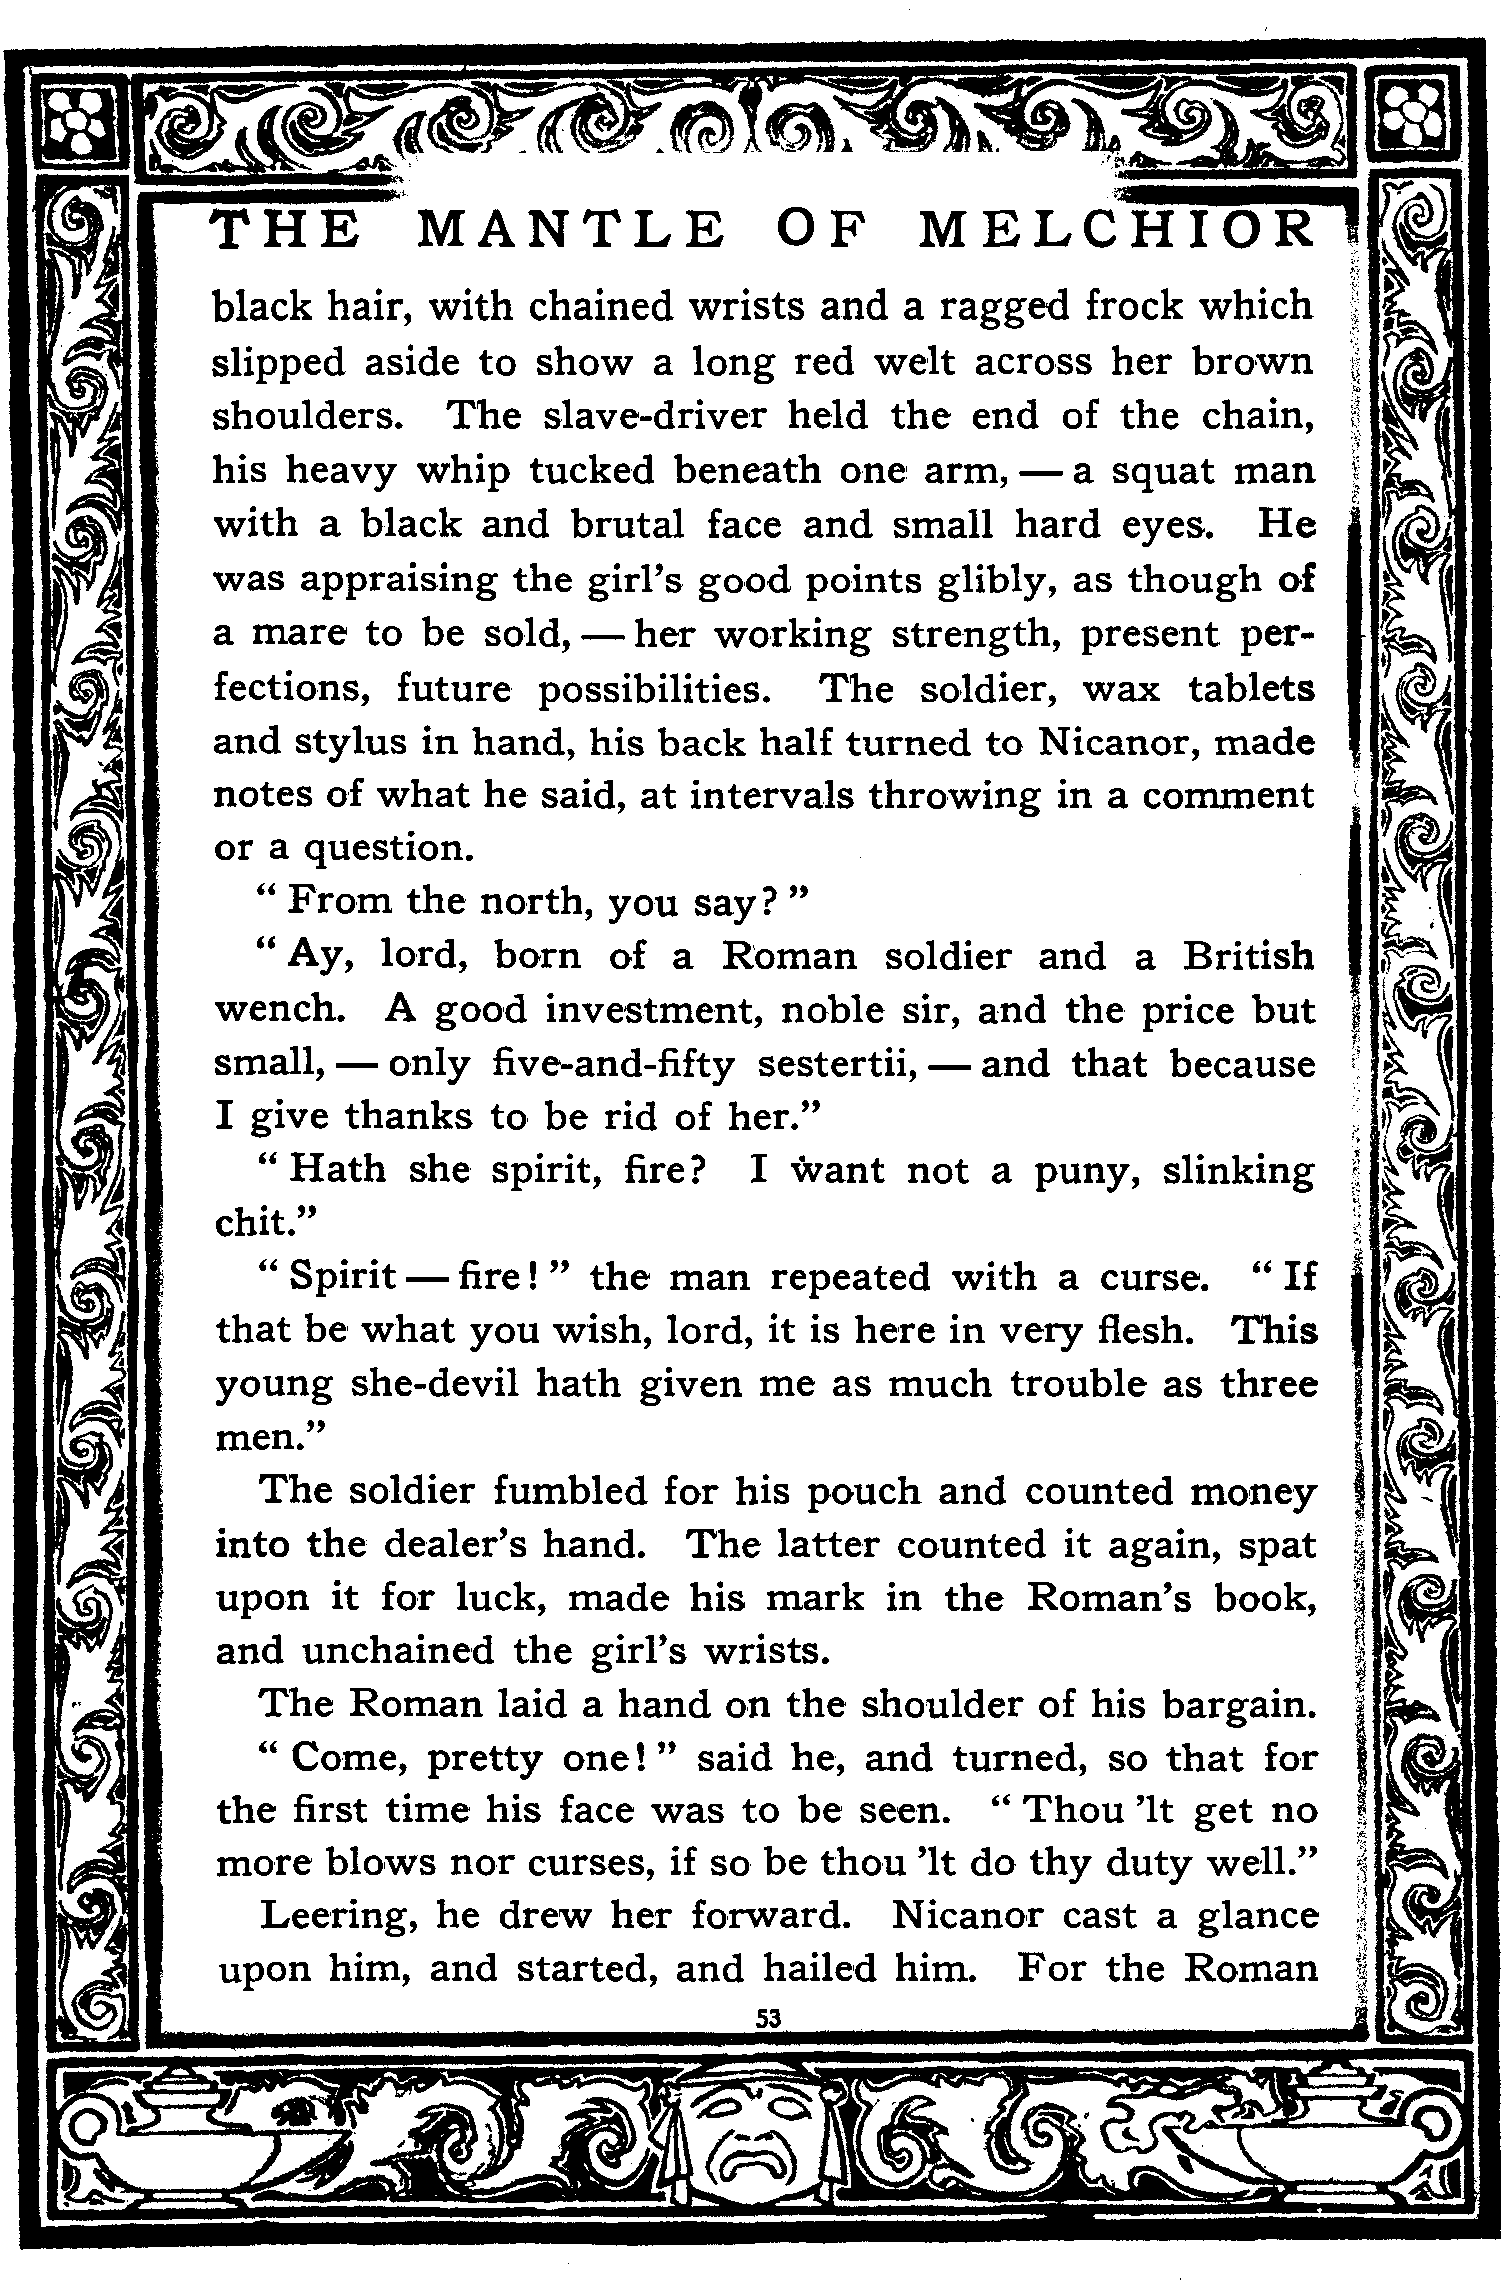 THE MANTLE OF MELCHIOR
black hair, with chained wrists and a ragged frock which
slipped aside to show a long red welt across her brown
shoulders. The slave-driver held the end of the chain,
his heavy whip tucked beneath one arm, — a squat man
with a black and brutal face and small hard eyes. He
was appraising the girl's good points glibly, as though of
a mare to be sold, — her working strength, present per-
fections, future possibilities. The soldier, wax tablets
and stylus in hand, his back half turned to Nicanor, made
notes of what he said, at intervals throwing in a comment
or a question.
“ From the north, you say? ”
“ Ay, lord, born of a Roman soldier and a British
wench. A good investment, noble sir, and the price but
small, — only five-and-fifty sestertii, — and that because
I give thanks to be rid of her.”
“ Hath she spirit, fire? I want not a puny, slinking
chit.”
“ Spirit — fire! ” the man repeated with a curse. “ If
that be what you wish, lord, it is here in very flesh. This
young she-devil hath given me as much trouble as three
men.”
The soldier fumbled for his pouch and counted money
into the dealer's hand. The latter counted it again, spat
upon it for luck, made his mark in the Roman's book,
and unchained the girl's wrists.
The Roman laid a hand on the shoulder of his bargain.
“ Come, pretty one! ” said he, and turned, so that for
the first time his face was to be seen. “ Thou 'lt get no
more blows nor curses, if so be thou 'lt do thy duty well.”
Leering, he drew her forward. Nicanor cast a glance
upon him, and started, and hailed him. For the Roman
53